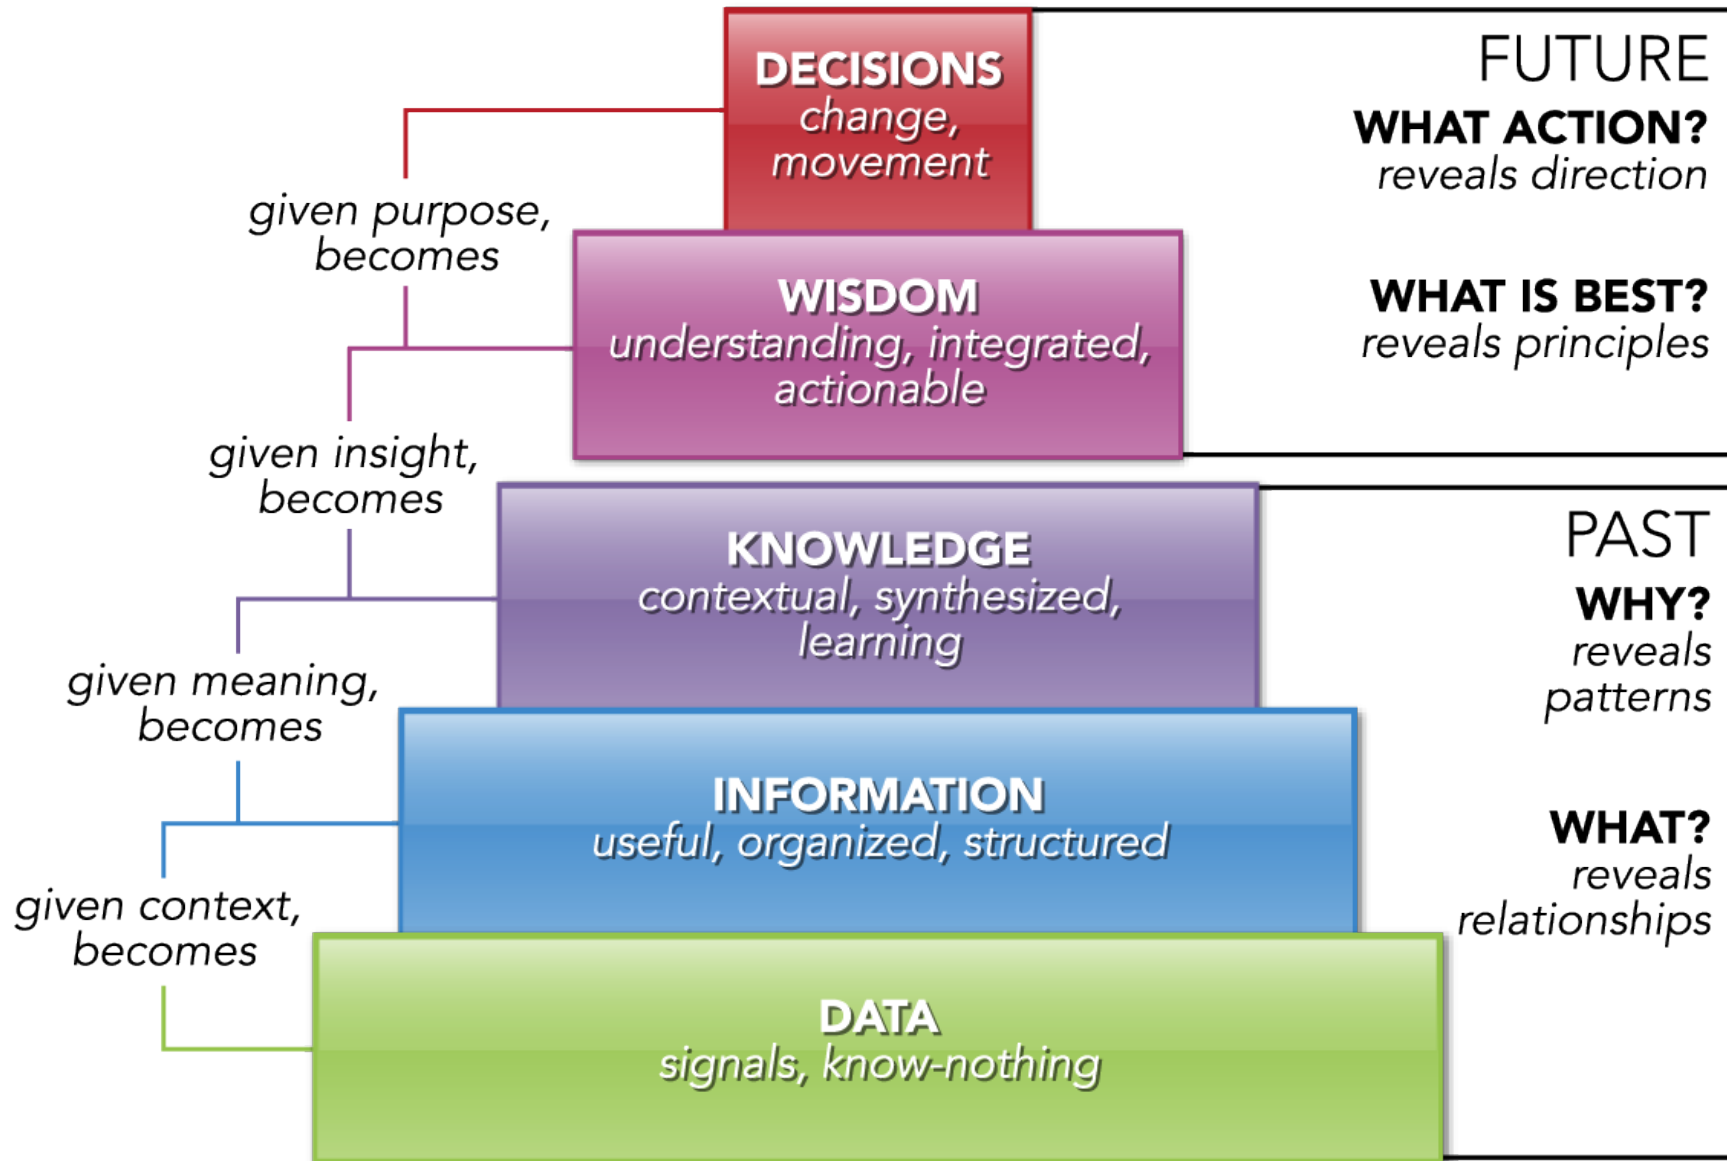 DECISIONS
change,
movement
FUTURE
WHAT ACTION?
reveals direction
given purpose,
becomes
WISDOM
understanding, integrated,
actionable
WHAT IS BEST?
reveals principles
given insight,
becomes
KNOWLEDGE
contextual, synthesized,
learning
PAST
WHY?
reveals
patterns
given meaning,
becomes
INFORMATION
useful, organized, structured
WHAT?
reveals
relationships
given context,
becomes
DATA
signals, know-nothing